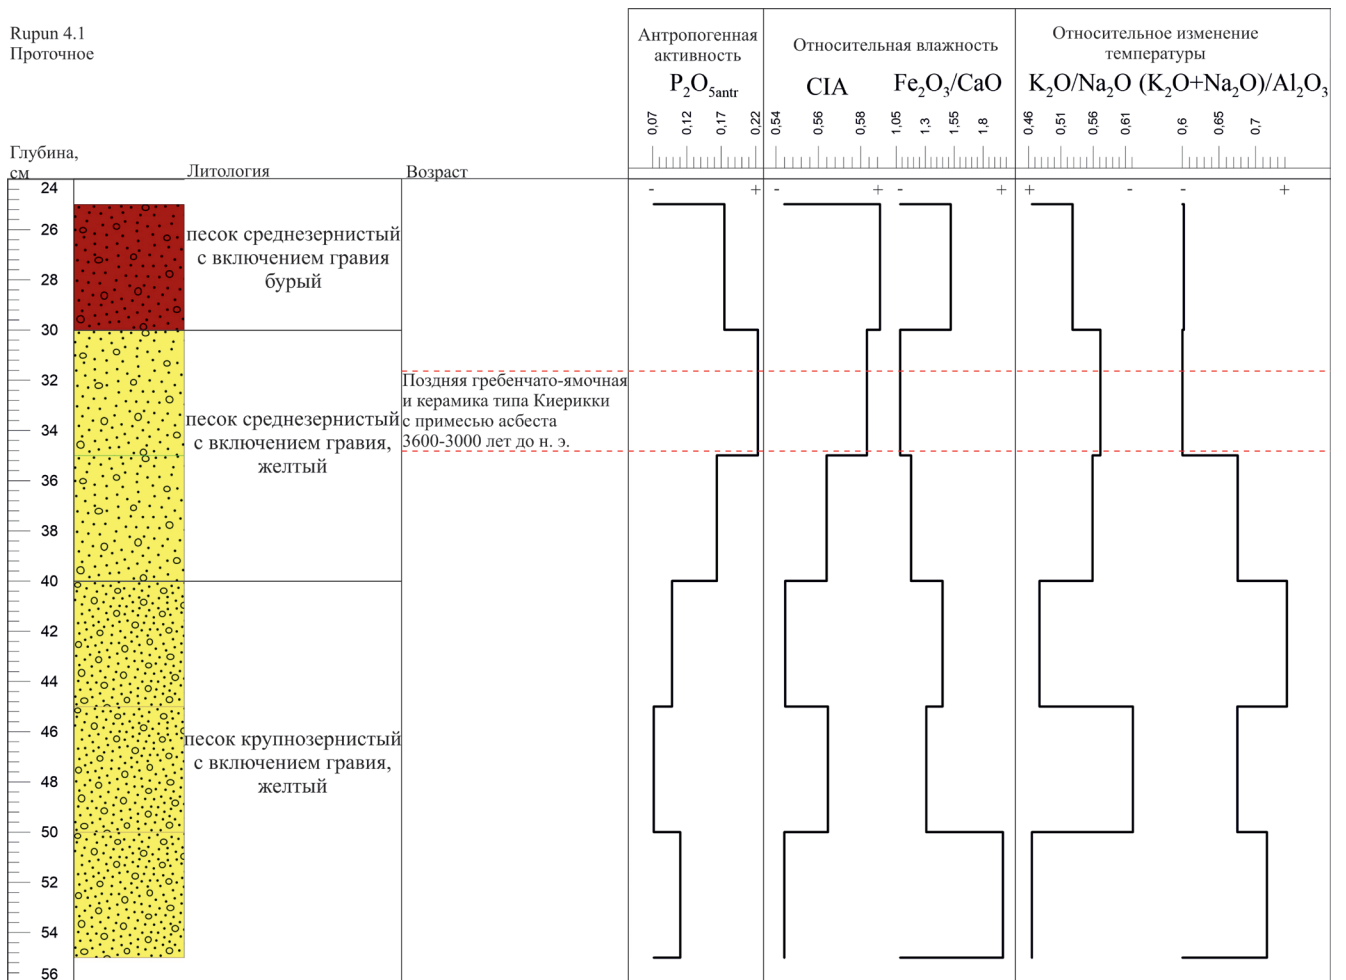 Rupun 4.1
Проточное
Антропогенная
активность
P₂O₅antr
Относительная влажность
CIA
Fe₂O₃/CaO
Относительное изменение
температуры
K₂O/Na₂O
(K₂O+Na₂O)/Al₂O₃
0,07
0,12
0,17
0,22
0,54
0,56
0,58
1,05
1,3
1,55
1,8
0,46
0,51
0,56
0,61
0,6
0,65
0,7
Глубина,
см
Литология
Возраст
- +
- +
- +
+ -
- +
24
26
28
30
32
34
36
38
40
42
44
46
48
50
52
54
56
песок среднезернистый
с включением гравия
бурый
песок среднезернистый
с включением гравия,
желтый
песок крупнозернистый
с включением гравия,
желтый
Поздняя гребенчато-ямочная
и керамика типа Киерикки
с примесью асбеста
3600-3000 лет до н. э.